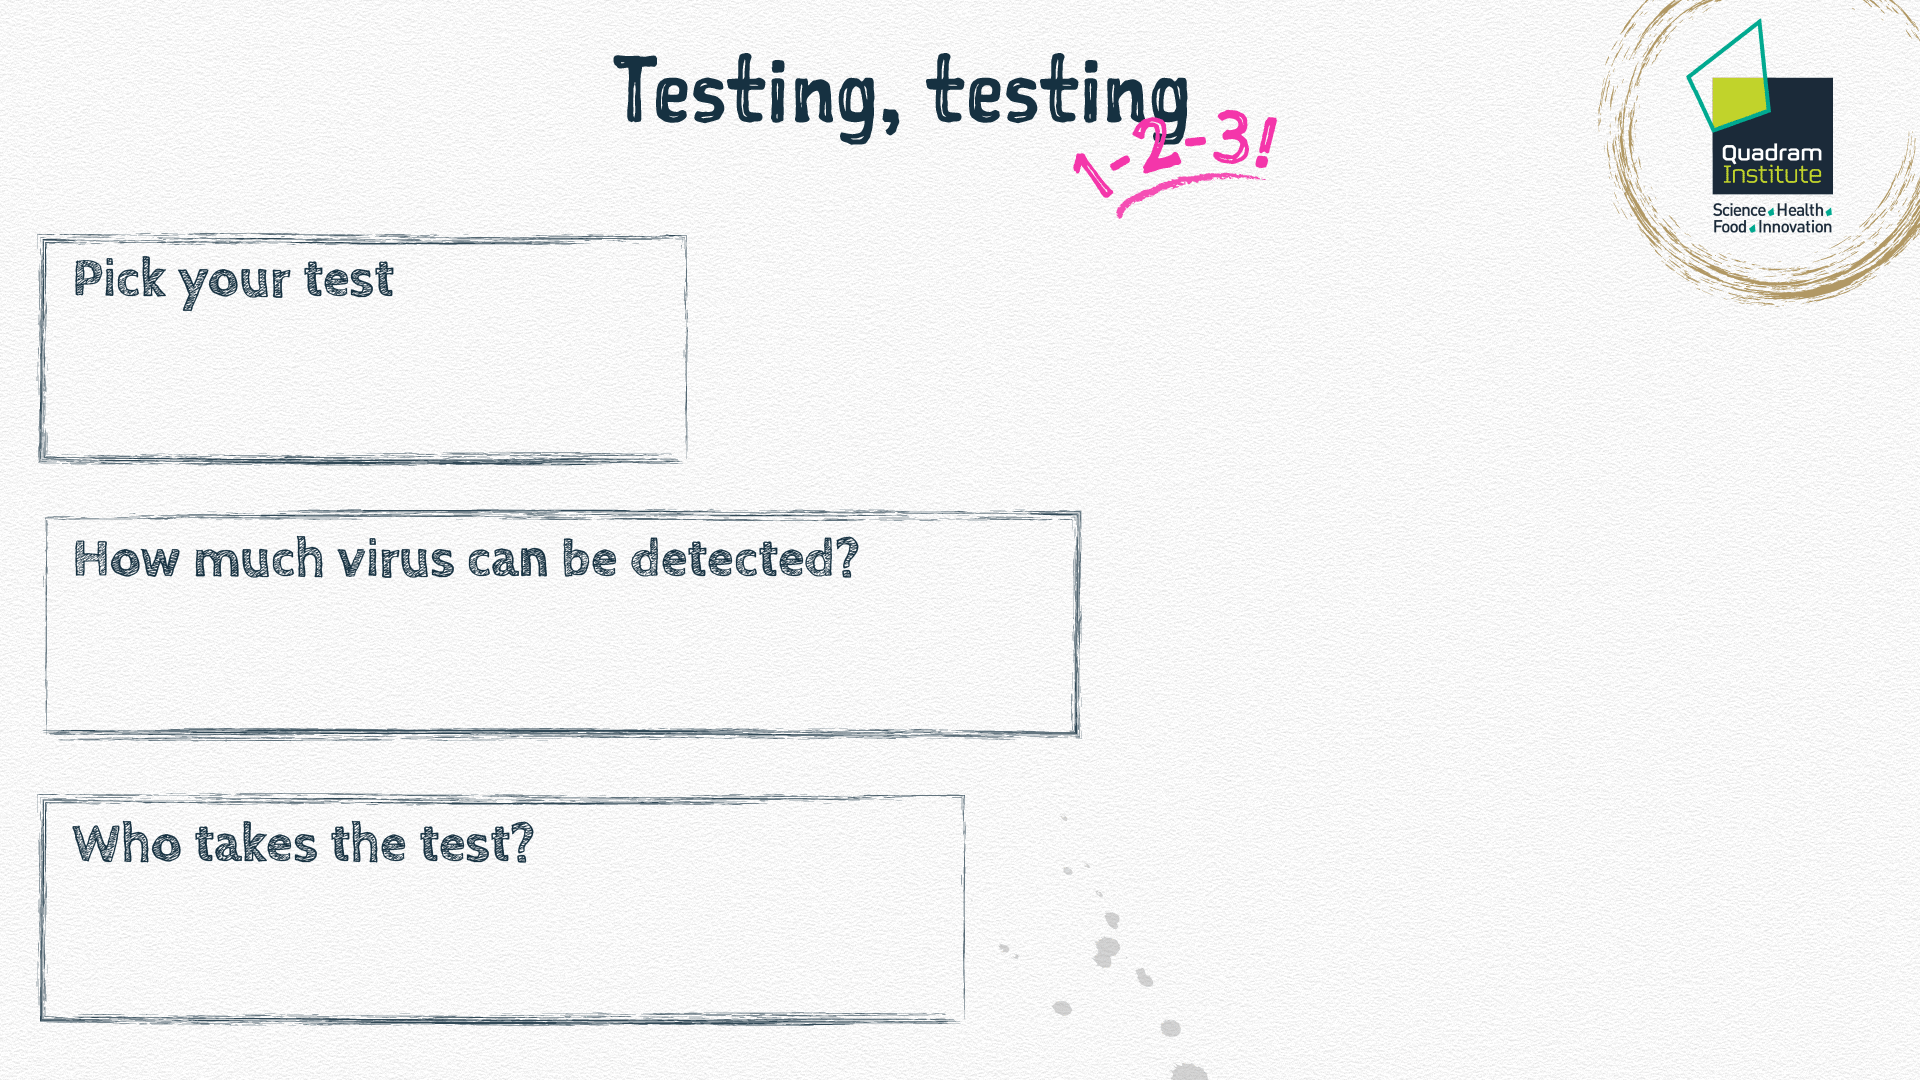 Testing, testing
1-2-3!
Quadram
Institute
Science Health
Food Innovation
Pick your test
How much virus can be detected?
Who takes the test?